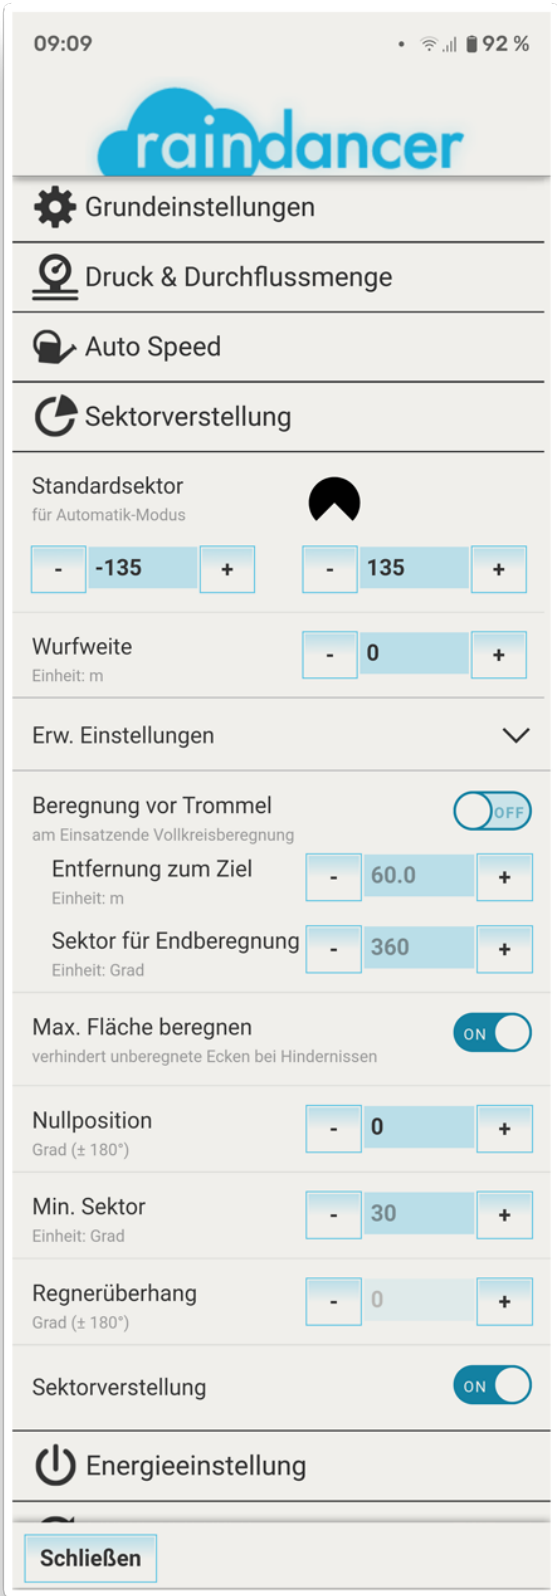 09:09
92 %
raindancer
Grundeinstellungen
Druck & Durchflussmenge
Auto Speed
Sektorverstellung
Standardsektor
für Automatik-Modus
- -135 + - 135 +
Wurfweite
Einheit: m
- 0 +
Erw. Einstellungen
Beregnung vor Trommel
am Einsatzende Vollkreisberegnung
OFF
Entfernung zum Ziel
Einheit: m
- 60.0 +
Sektor für Endberegnung
Einheit: Grad
- 360 +
Max. Fläche beregnen
verhindert unberegnete Ecken bei Hindernissen
ON
Nullposition
Grad (± 180°)
- 0 +
Min. Sektor
Einheit: Grad
- 30 +
Regnerüberhang
Grad (± 180°)
- 0 +
Sektorverstellung
ON
Energieeinstellung
Schließen